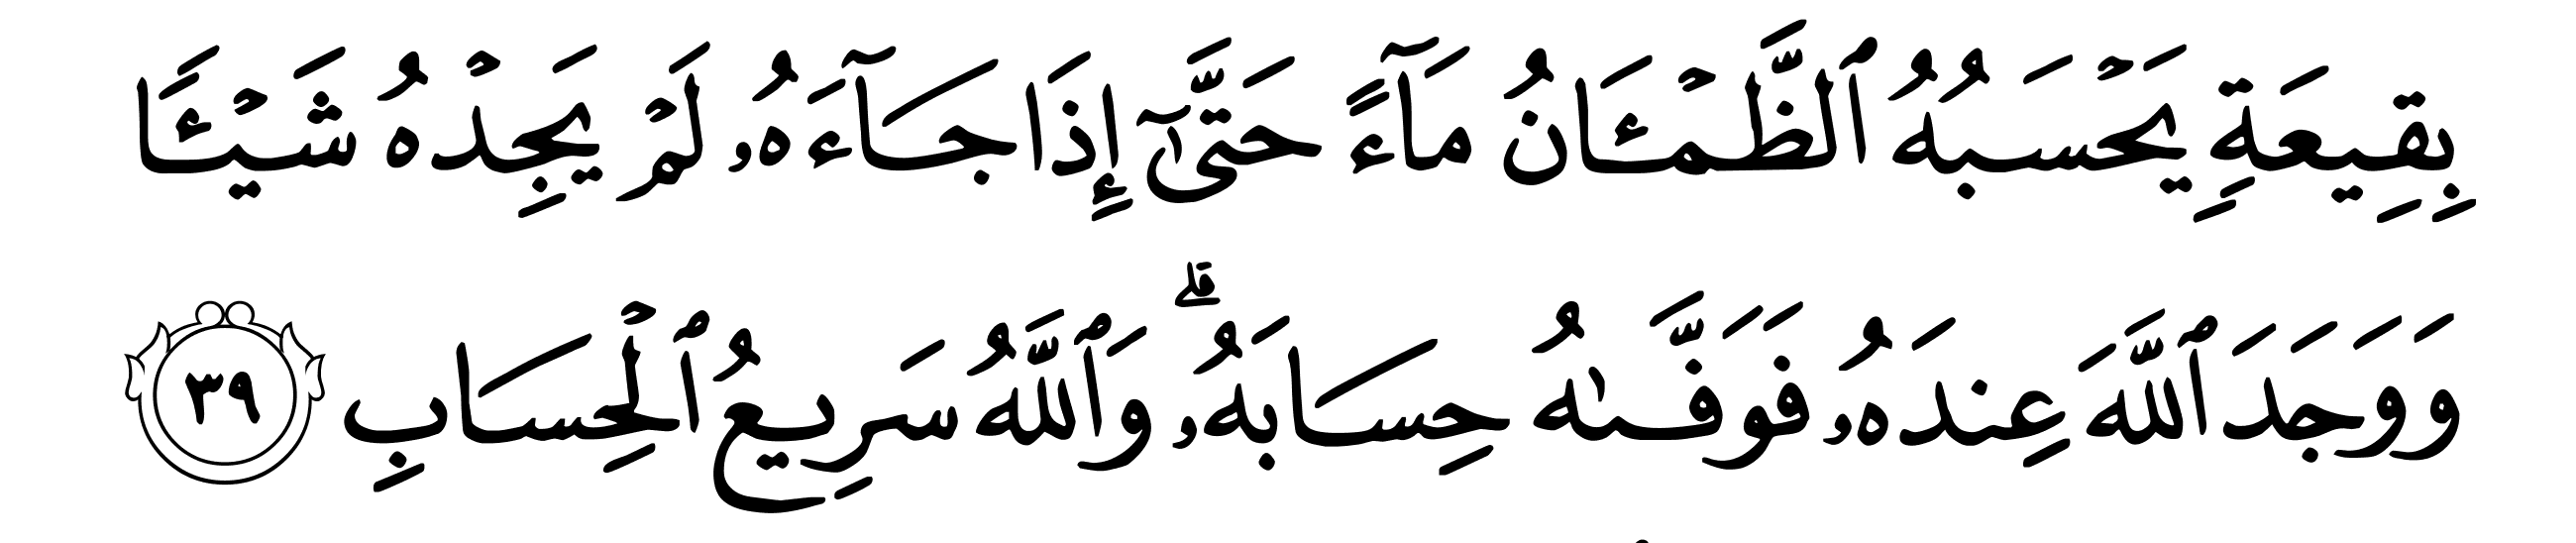 بِقِيعَةٖ يَحۡسَبُهُ ٱلظَّمۡـَٔانُ مَآءً حَتَّىٰٓ إِذَا جَآءَهُۥ لَمۡ يَجِدۡهُ شَيۡـٔٗا
وَوَجَدَ ٱللَّهَ عِندَهُۥ فَوَفَّىٰهُ حِسَابَهُۥۗ وَٱللَّهُ سَرِيعُ ٱلۡحِسَابِ ٣٩